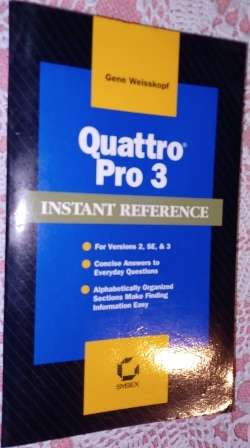 Gene Weisskopf
Quattro®
Pro 3
INSTANT REFERENCE
For Versions 2, SE, & 3
Concise Answers to
Everyday Questions
Alphabetically Organized
Sections Make Finding
Information Easy
SYBEX